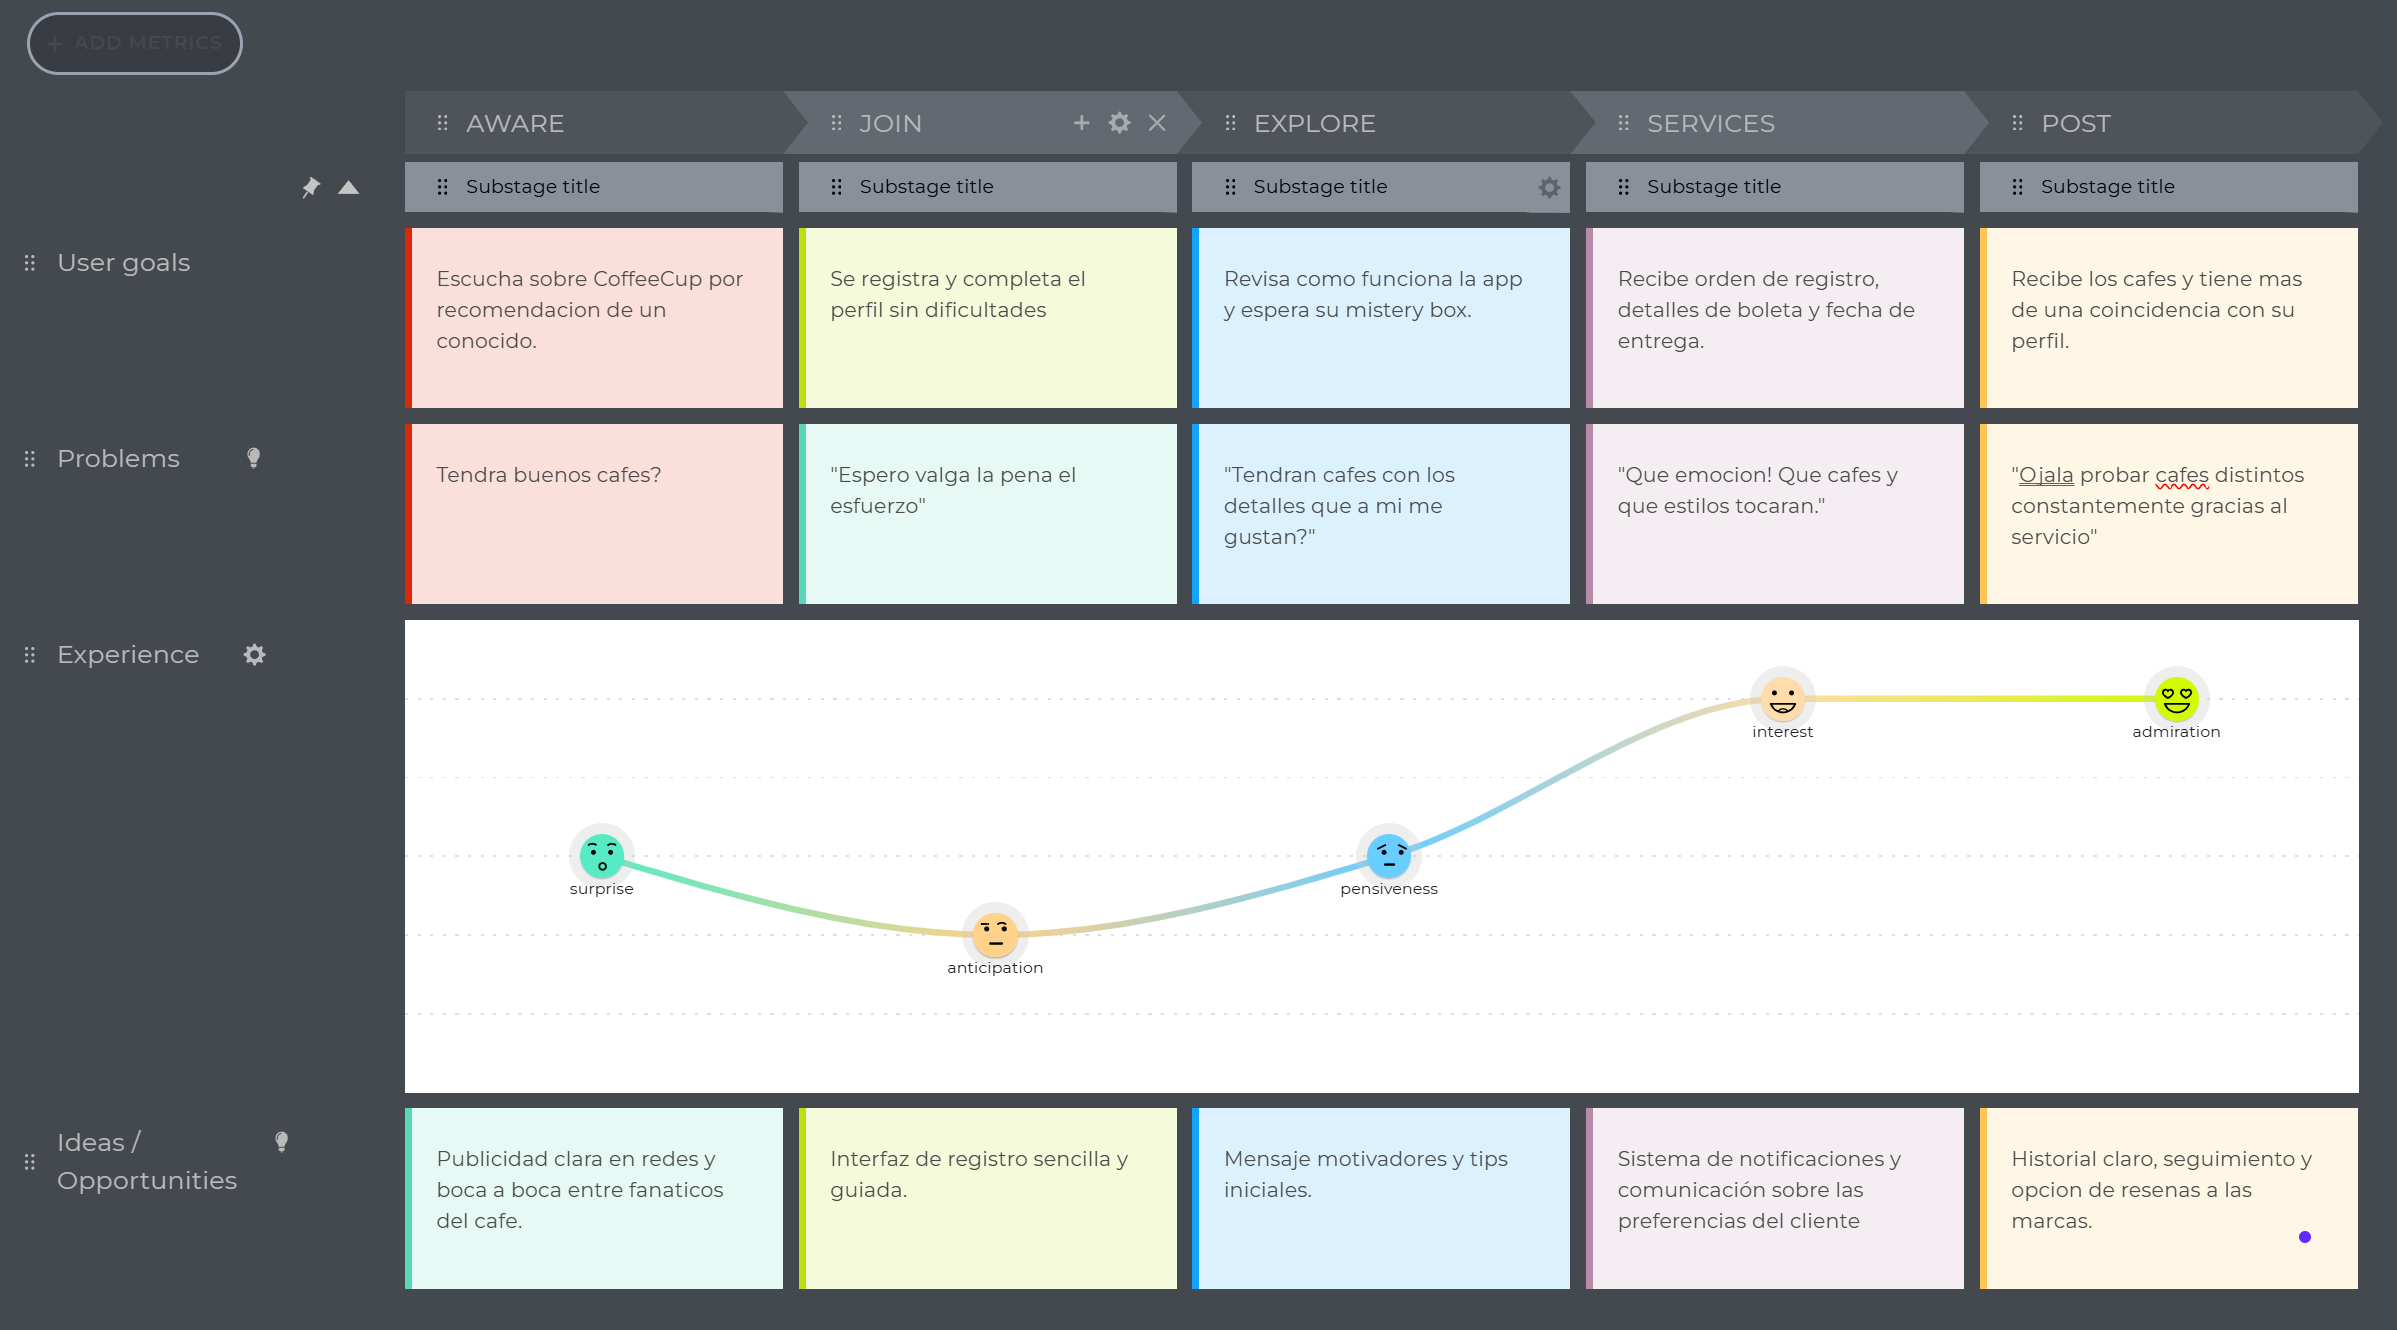 + ADD METRICS
AWARE
JOIN
EXPLORE
SERVICES
POST
Substage title
Substage title
Substage title
Substage title
Substage title
User goals
Escucha sobre CoffeeCup por
recomendacion de un
conocido.
Se registra y completa el
perfil sin dificultades
Revisa como funciona la app
y espera su mistery box.
Recibe orden de registro,
detalles de boleta y fecha de
entrega.
Recibe los cafes y tiene mas
de una coincidencia con su
perfil.
Problems
Tendra buenos cafes?
"Espero valga la pena el
esfuerzo"
"Tendran cafes con los
detalles que a mi me
gustan?"
"Que emocion! Que cafes y
que estilos tocaran."
"Ojala probar cafes distintos
constantemente gracias al
servicio"
Experience
surprise
anticipation
pensiveness
interest
admiration
Ideas /
Opportunities
Publicidad clara en redes y
boca a boca entre fanaticos
del cafe.
Interfaz de registro sencilla y
guiada.
Mensaje motivadores y tips
iniciales.
Sistema de notificaciones y
comunicación sobre las
preferencias del cliente
Historial claro, seguimiento y
opcion de resenas a las
marcas.